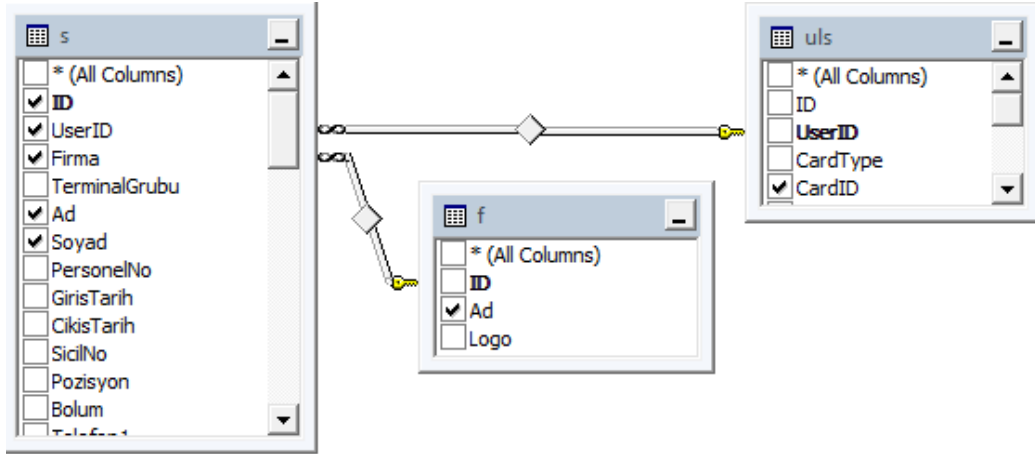 s
* (All Columns)
ID
UserID
Firma
TerminalGrubu
Ad
Soyad
PersonelNo
GirisTarih
CikisTarih
SicilNo
Pozisyon
Bolum
f
* (All Columns)
ID
Ad
Logo
uls
* (All Columns)
ID
UserID
CardType
CardID